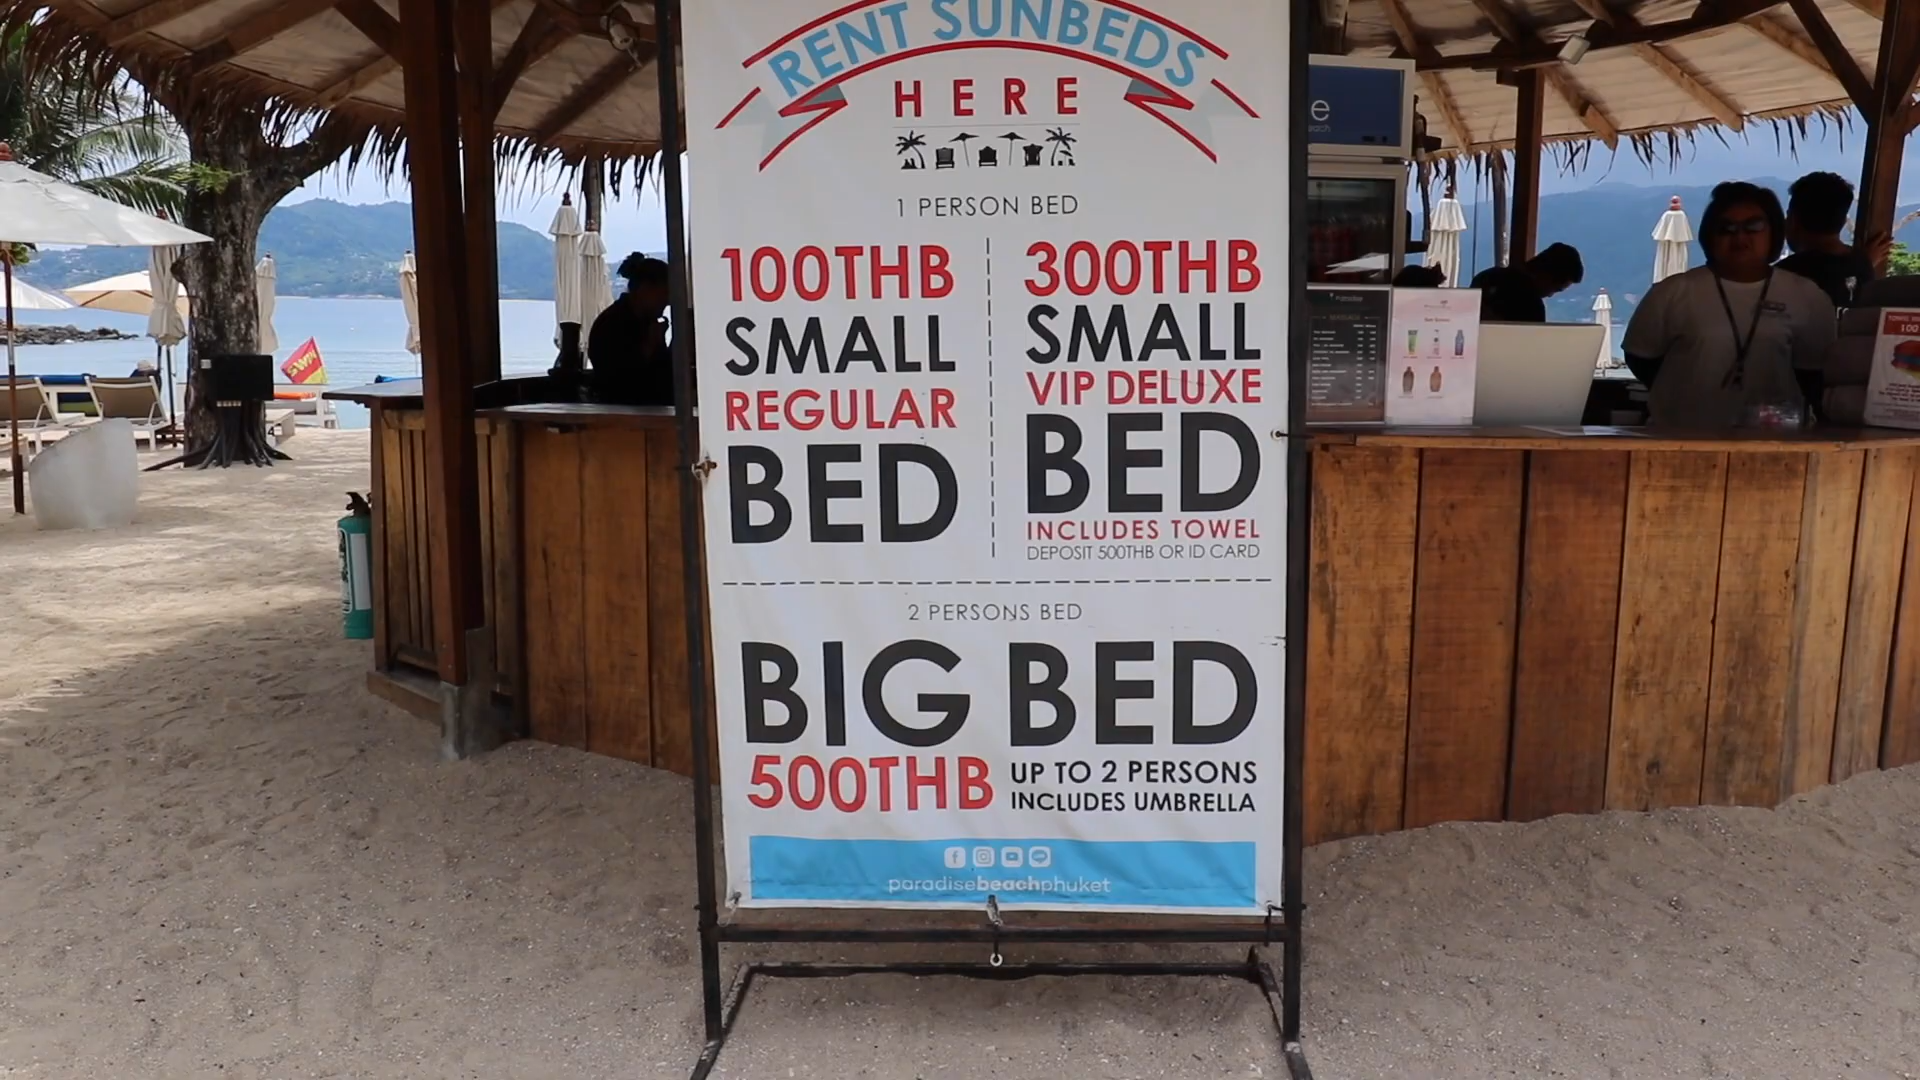 RENT SUNBEDS
HERE
1 PERSON BED
100THB
SMALL
REGULAR
BED
300THB
SMALL
VIP DELUXE
BED
INCLUDES TOWEL
DEPOSIT 500THB OR ID CARD
2 PERSONS BED
BIG BED
500THB
UP TO 2 PERSONS
INCLUDES UMBRELLA
paradisebeachphuket
SWIM